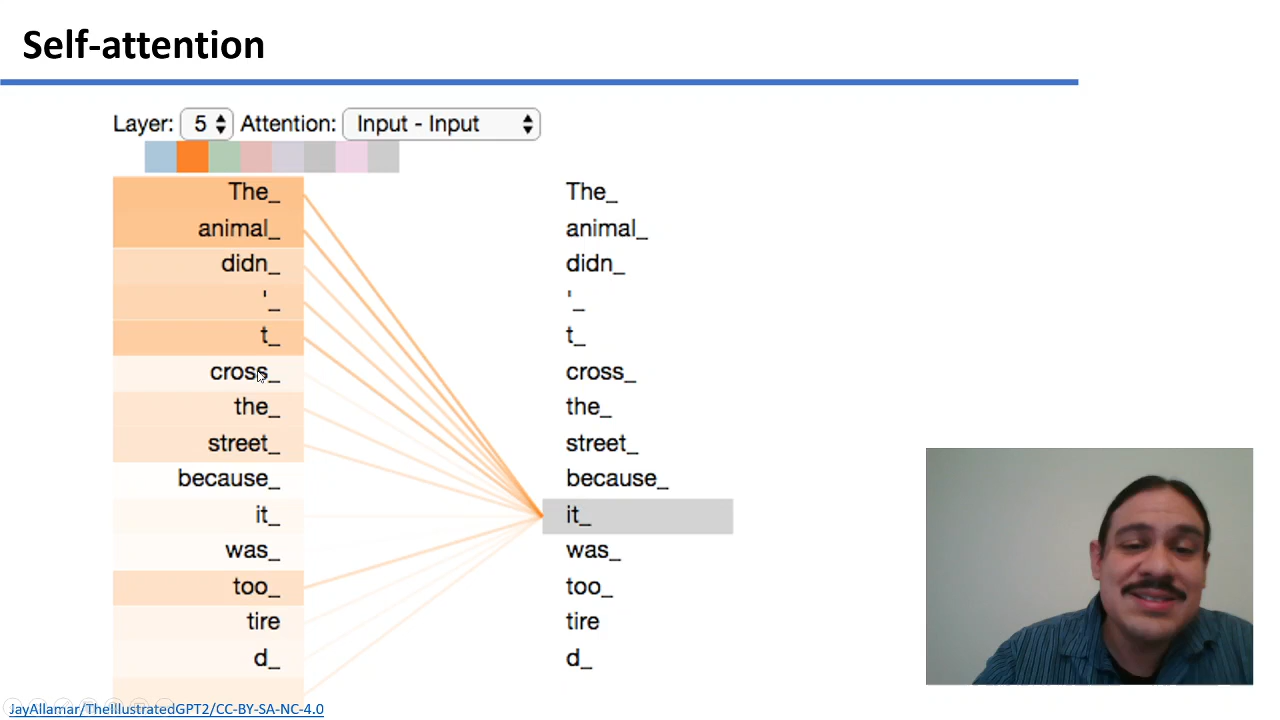 Self-attention
Layer: 5 Attention: Input - Input
The_ The_
animal_ animal_
didn_ didn_
'_ '_
t_ t_
cross_ cross_
the_ the_
street_ street_
because_ because_
it_ it_
was_ was_
too_ too_
tire tire
d_ d_
JayAllamar/TheIllustratedGPT2/CC-BY-SA-NC-4.0